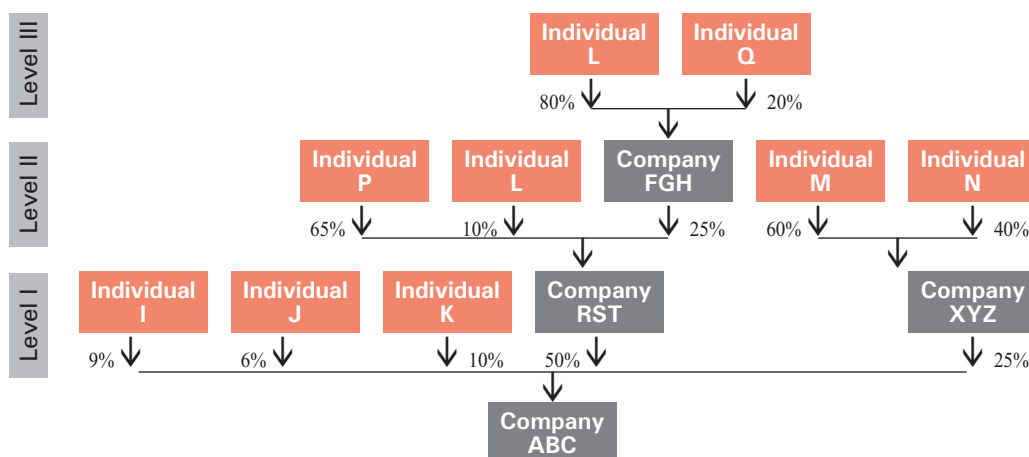 Level III
Individual
L
Individual
Q
80%
20%
Level II
Individual
P
Individual
L
Company
FGH
Individual
M
Individual
N
65%
10%
25%
60%
40%
Level I
Individual
I
Individual
J
Individual
K
Company
RST
Company
XYZ
9%
6%
10%
50%
25%
Company
ABC